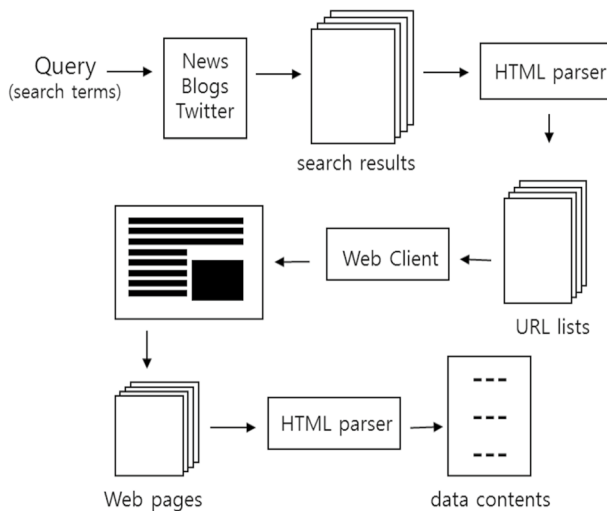 Query
(search terms)
News
Blogs
Twitter
search results
HTML parser
URL lists
Web Client
Web pages
HTML parser
data contents